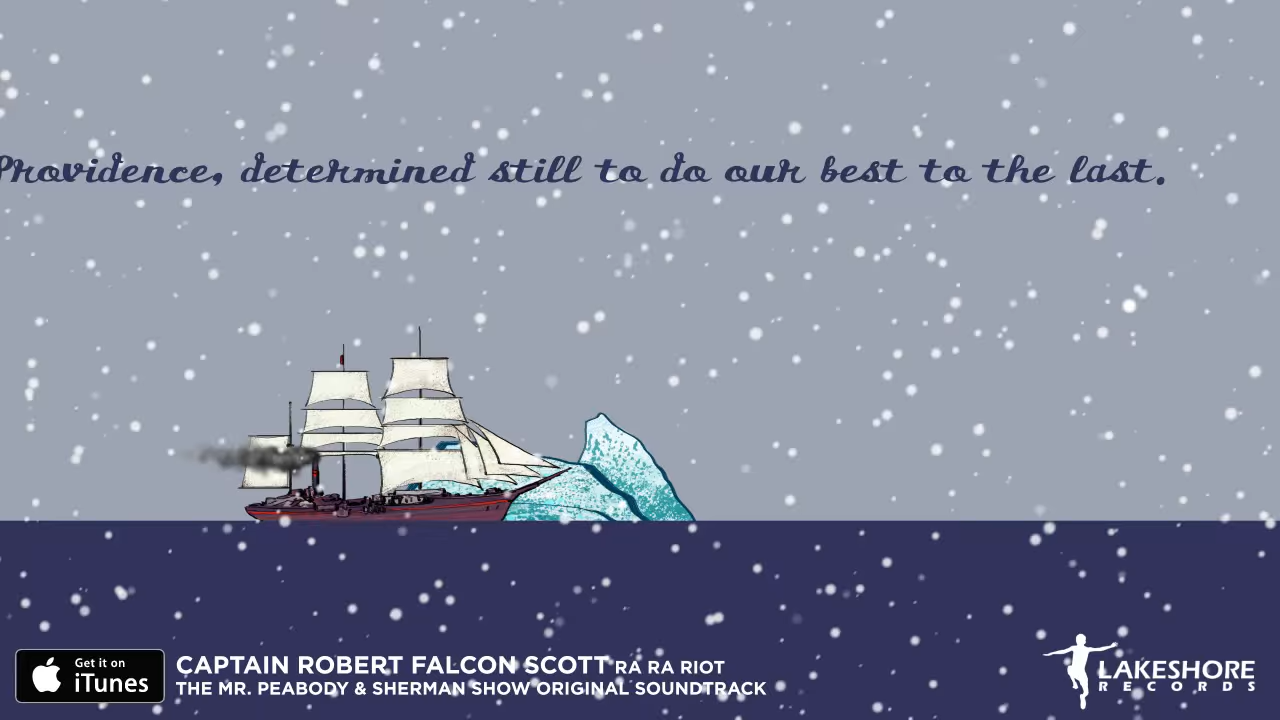 Providence, determined still to do our best to the last.
Get it on
iTunes
CAPTAIN ROBERT FALCON SCOTT RA RA RIOT
THE MR. PEABODY & SHERMAN SHOW ORIGINAL SOUNDTRACK
LAKESHORE
RECORDS